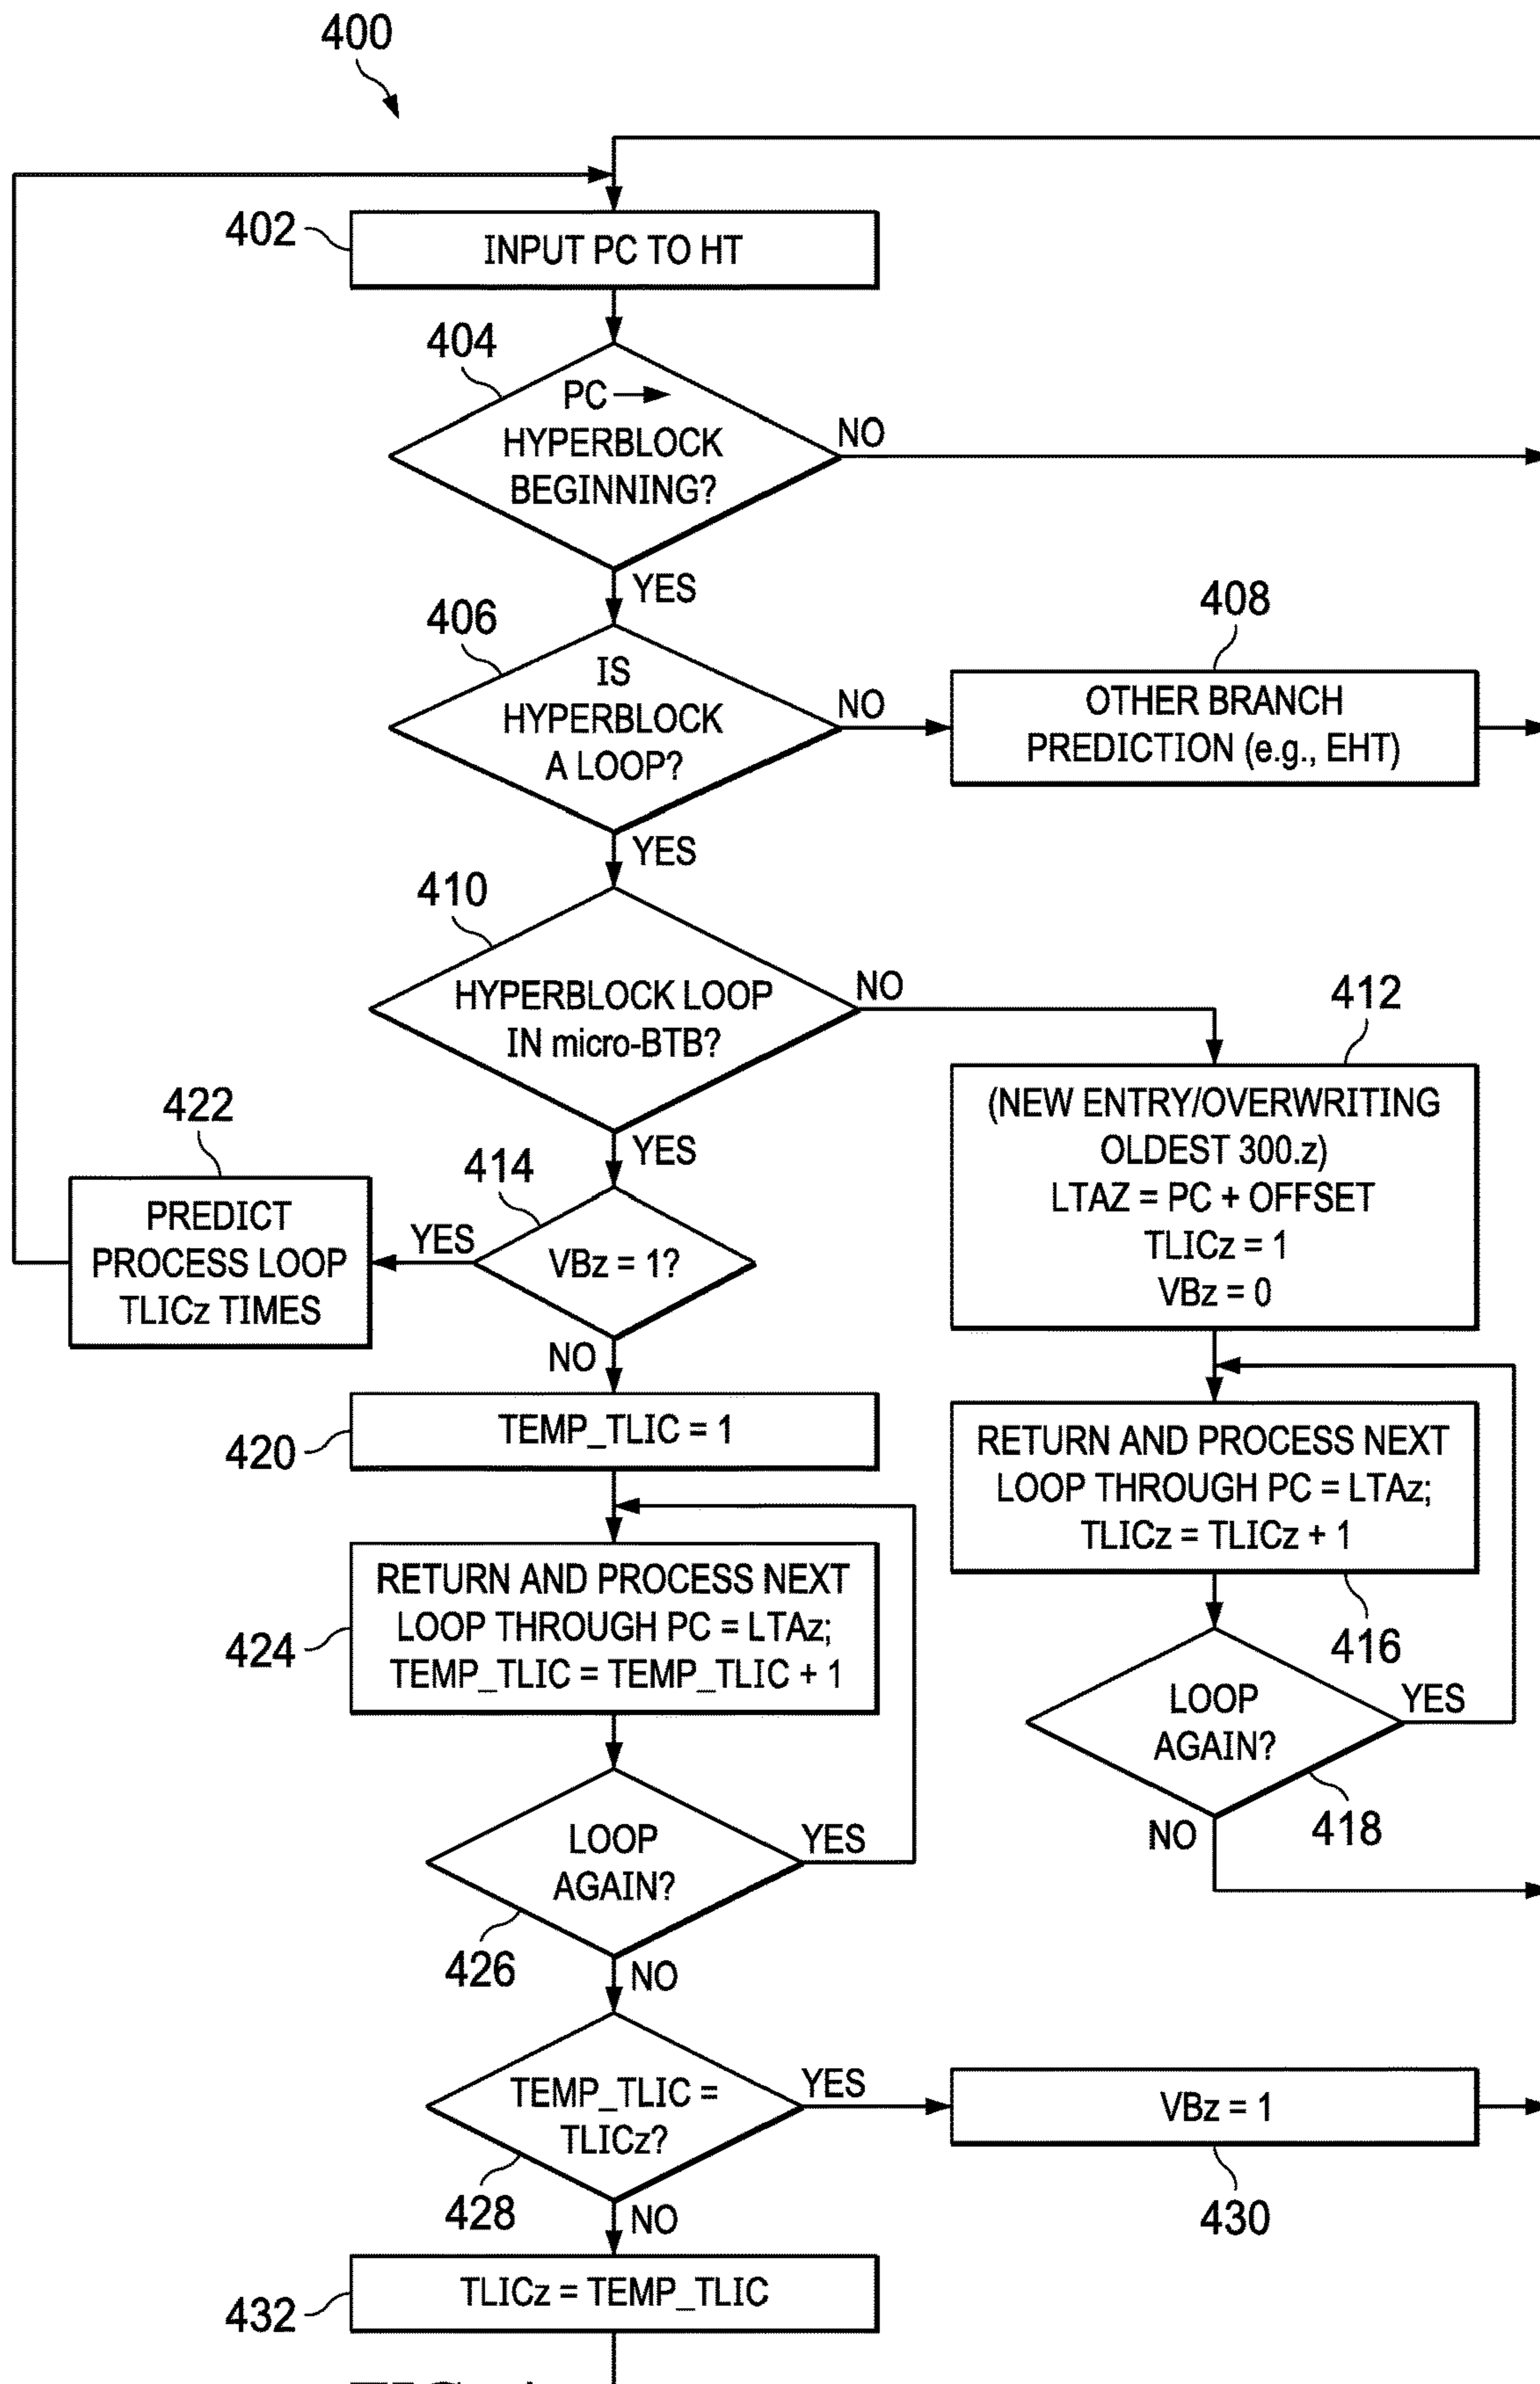 400
402
INPUT PC TO HT
404
PC
HYPERBLOCK
BEGINNING?
NO
YES
406
IS
HYPERBLOCK
A LOOP?
NO
408
OTHER BRANCH
PREDICTION (e.g., EHT)
YES
410
HYPERBLOCK LOOP
IN micro-BTB?
NO
412
(NEW ENTRY/OVERWRITING
OLDEST 300.z)
LTAZ = PC + OFFSET
TLICz = 1
VBz = 0
YES
414
VBz = 1?
YES
422
PREDICT
PROCESS LOOP
TLICz TIMES
NO
420
TEMP_TLIC = 1
RETURN AND PROCESS NEXT
LOOP THROUGH PC = LTAz;
TLICz = TLICz + 1
416
LOOP
AGAIN?
YES
418
NO
424
RETURN AND PROCESS NEXT
LOOP THROUGH PC = LTAz;
TEMP_TLIC = TEMP_TLIC + 1
LOOP
AGAIN?
YES
426
NO
TEMP_TLIC =
TLICz?
YES
428
VBz = 1
430
NO
432
TLICz = TEMP_TLIC